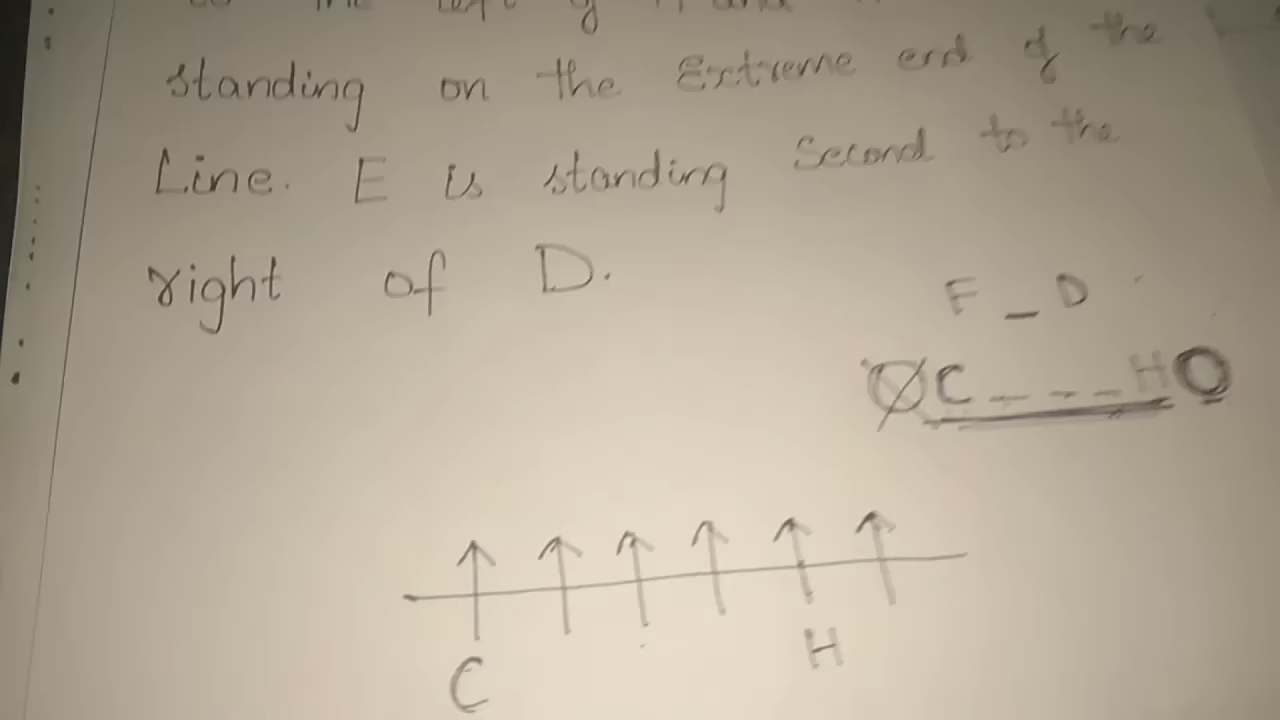 standing on the Extreme end of the
Line. E is standing Second to the
right of D.
F _ D
C _ _ _ H
C H